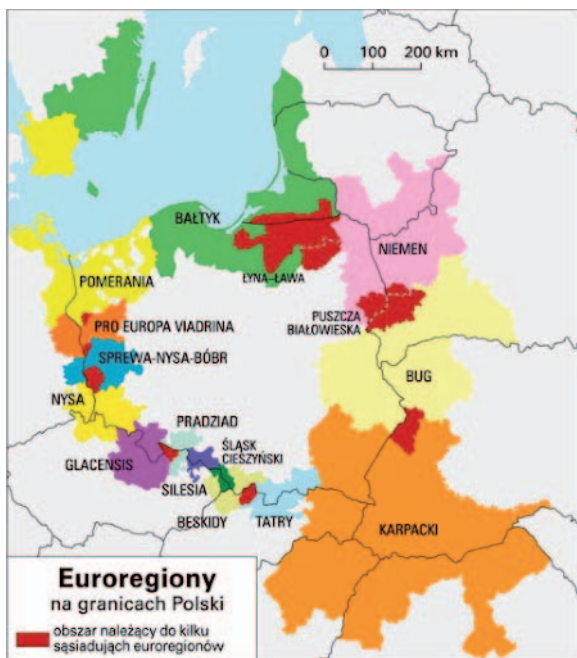 0 100 200 km
BAŁTYK
ŁYNA–ŁAWA
NIEMEN
POMERANIA
PUSZCZA
BIAŁOWIESKA
PRO EUROPA VIADRINA
SPREWA-NYSA-BÓBR
BUG
NYSA
PRADZIAD
ŚLĄSK
CIESZYŃSKI
GLACENSIS
SILESIA
BESKIDY
TATRY
KARPACKI
Euroregiony
na granicach Polski
obszar należący do kilku
sąsiadująch euroregionów